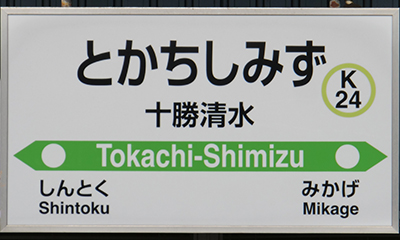 とかちしみず
K
24
十勝清水
Tokachi-Shimizu
しんとく
Shintoku
みかげ
Mikage